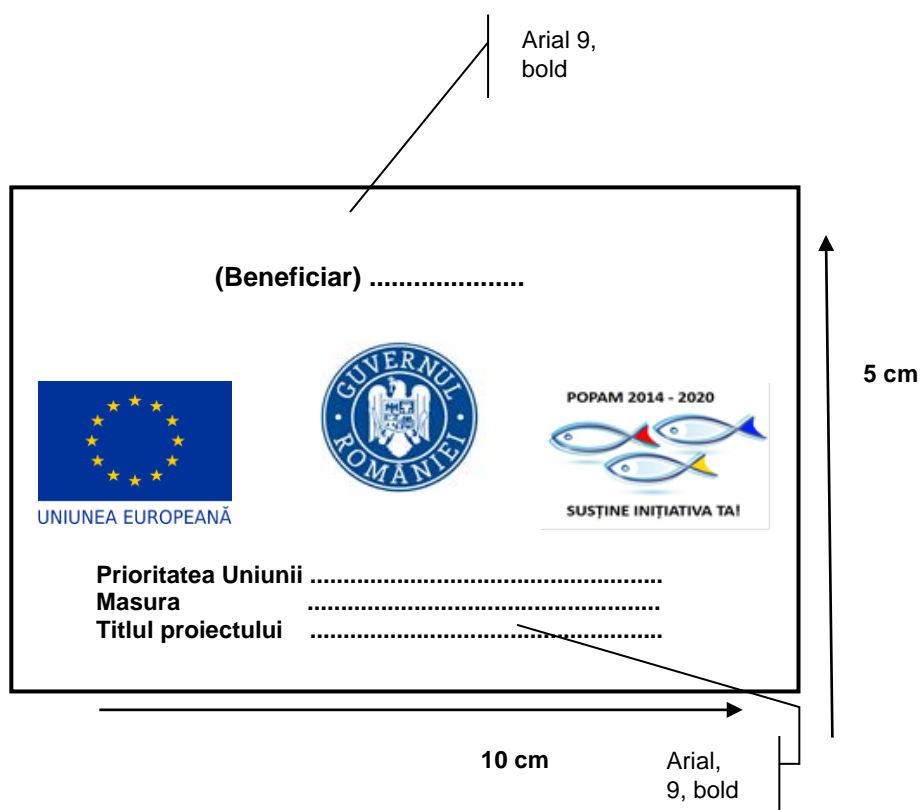 Arial 9,
bold
(Beneficiar) .....................
GUVERNUL ROMÂNIEI
POPAM 2014 - 2020
SUSȚINE INIȚIATIVA TA!
UNIUNEA EUROPEANĂ
5 cm
Prioritatea Uniunii .....................................................
Masura .....................................................
Titlul proiectului .....................................................
10 cm
Arial,
9, bold